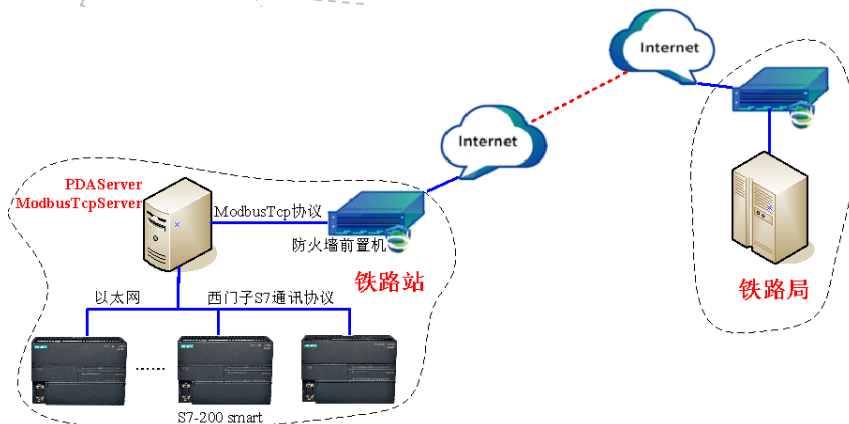 Internet
Internet
PDAServer
ModbusTcpServer
ModbusTcp协议
防火墙前置机
铁路站
铁路局
以太网
西门子S7通讯协议
S7-200 smart